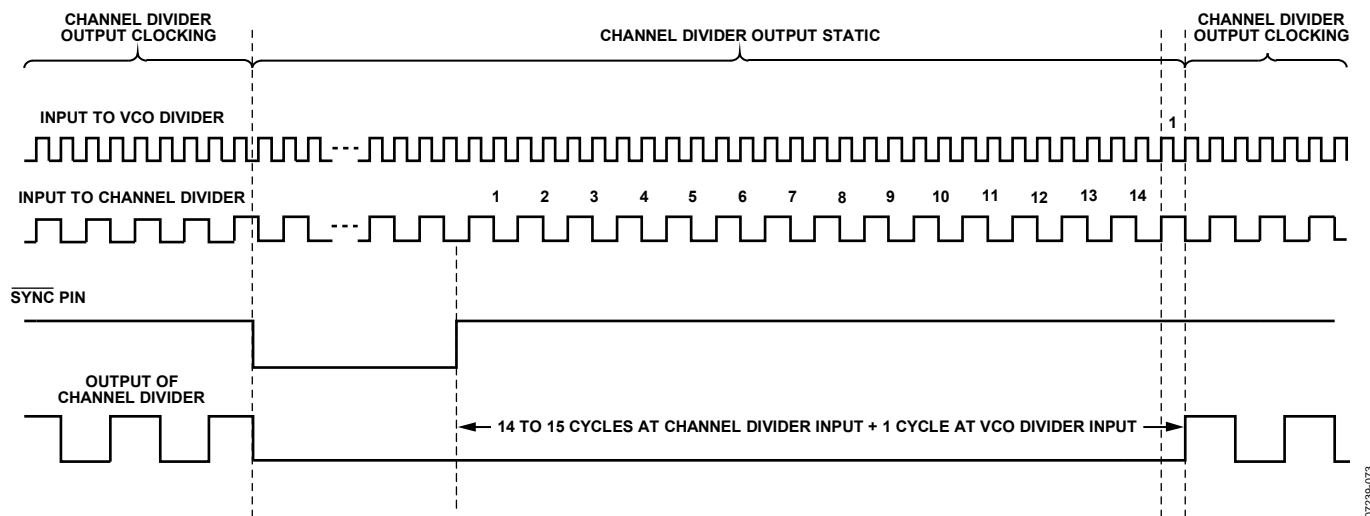 CHANNEL DIVIDER
OUTPUT CLOCKING
CHANNEL DIVIDER OUTPUT STATIC
CHANNEL DIVIDER
OUTPUT CLOCKING
INPUT TO VCO DIVIDER
1
INPUT TO CHANNEL DIVIDER
1 2 3 4 5 6 7 8 9 10 11 12 13 14
SYNC PIN
OUTPUT OF
CHANNEL DIVIDER
14 TO 15 CYCLES AT CHANNEL DIVIDER INPUT + 1 CYCLE AT VCO DIVIDER INPUT
07239-073